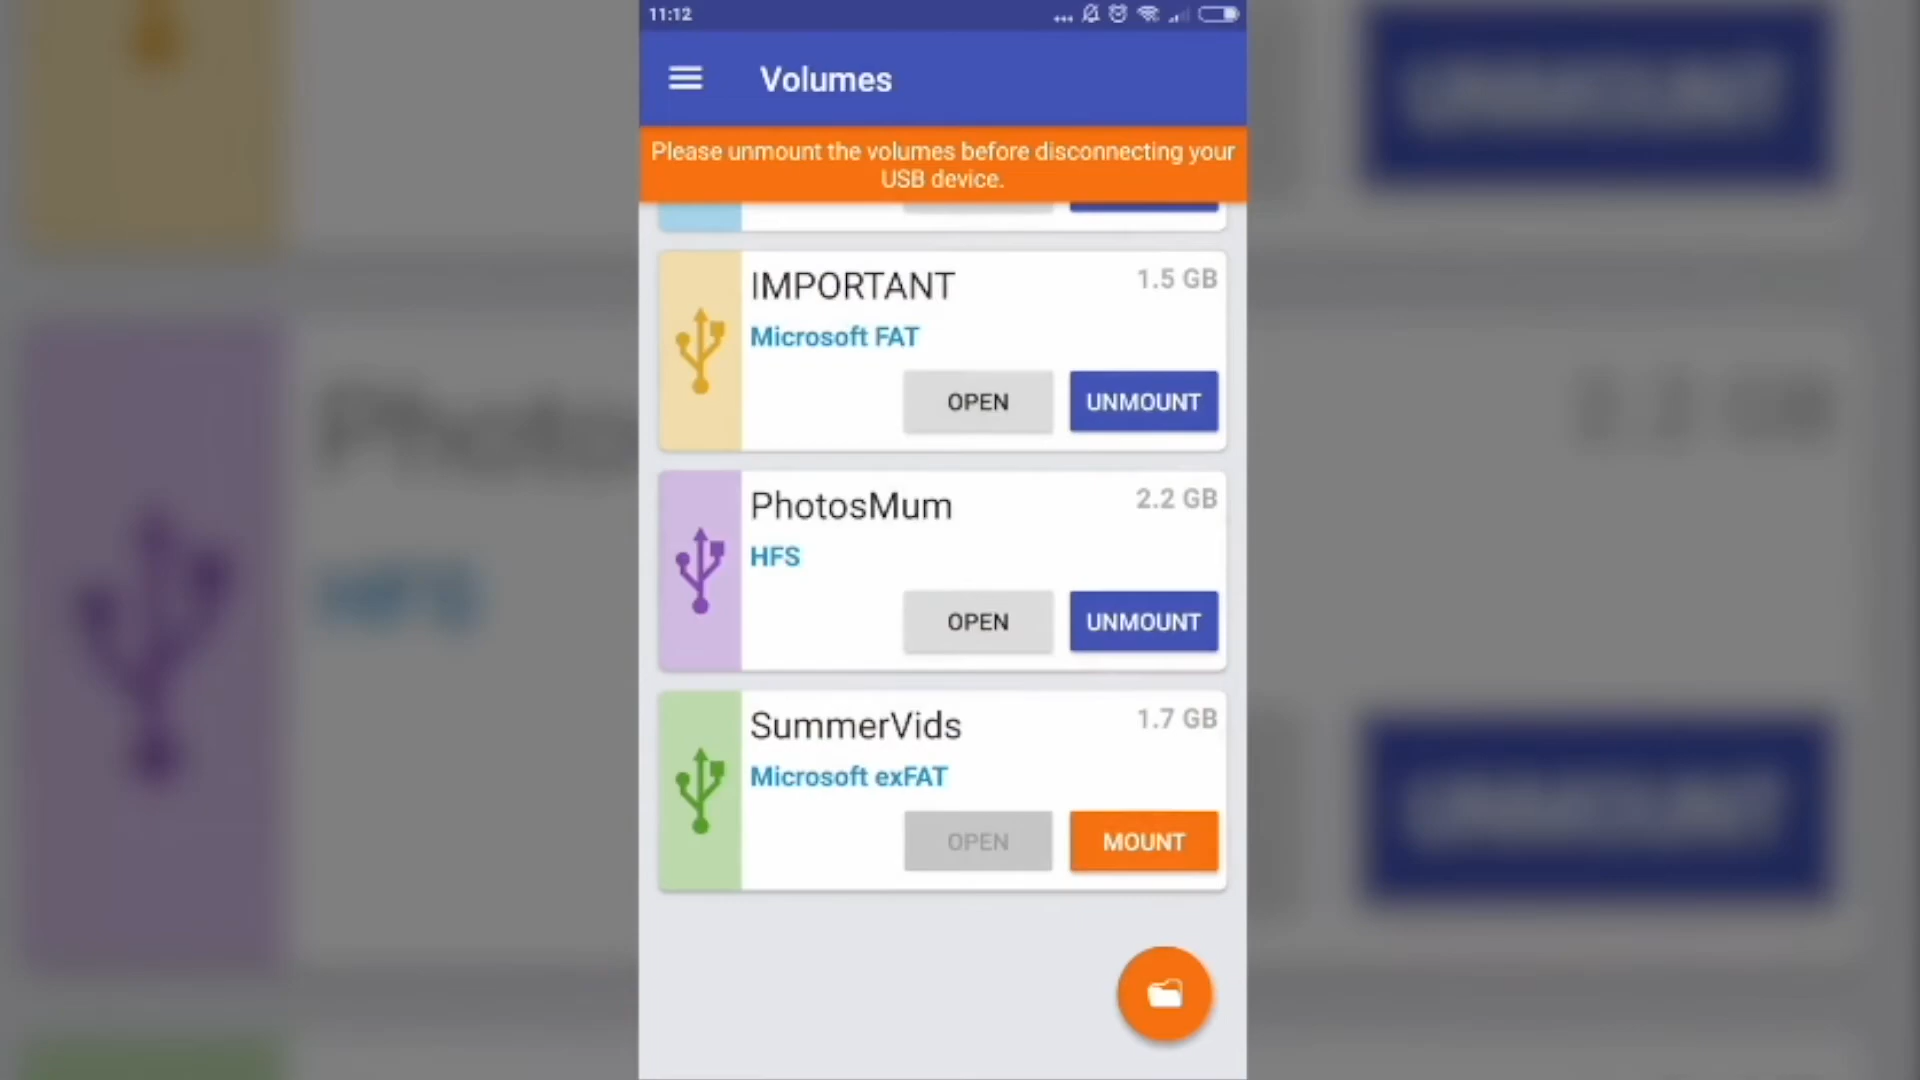 11:12
Volumes
Please unmount the volumes before disconnecting your
USB device.
IMPORTANT
1.5 GB
Microsoft FAT
OPEN
UNMOUNT
PhotosMum
2.2 GB
HFS
OPEN
UNMOUNT
SummerVids
1.7 GB
Microsoft exFAT
OPEN
MOUNT